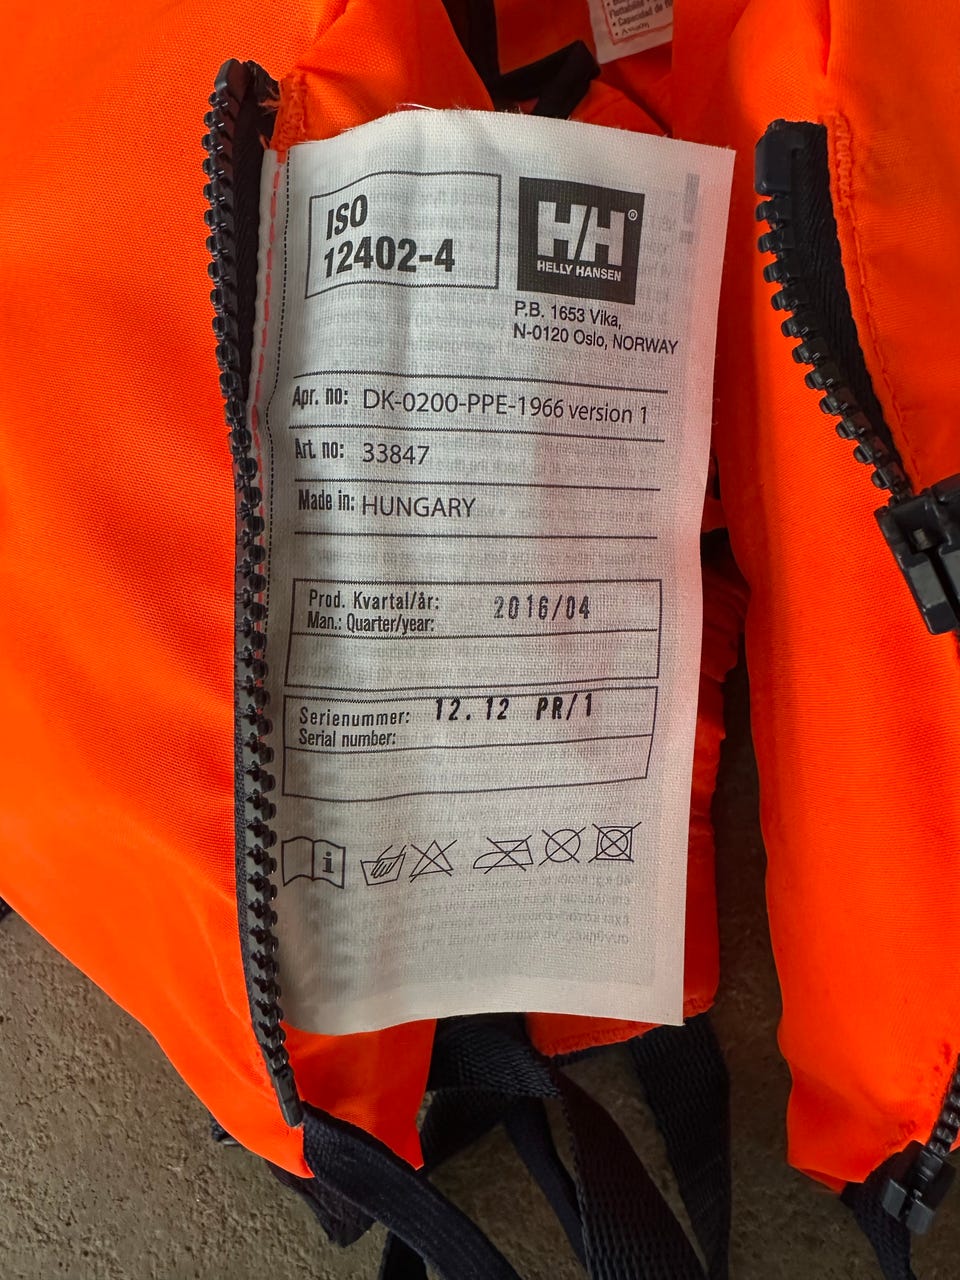 Capacidad de
ISO
12402-4
HH®
HELLY HANSEN
P.B. 1653 Vika,
N-0120 Oslo, NORWAY
Apr. no: DK-0200-PPE-1966 version 1
Art. no: 33847
Made in: HUNGARY
Prod. Kvartal/år: 2016/04
Man.: Quarter/year:
Serienummer: 12.12 PR/1
Serial number:
i